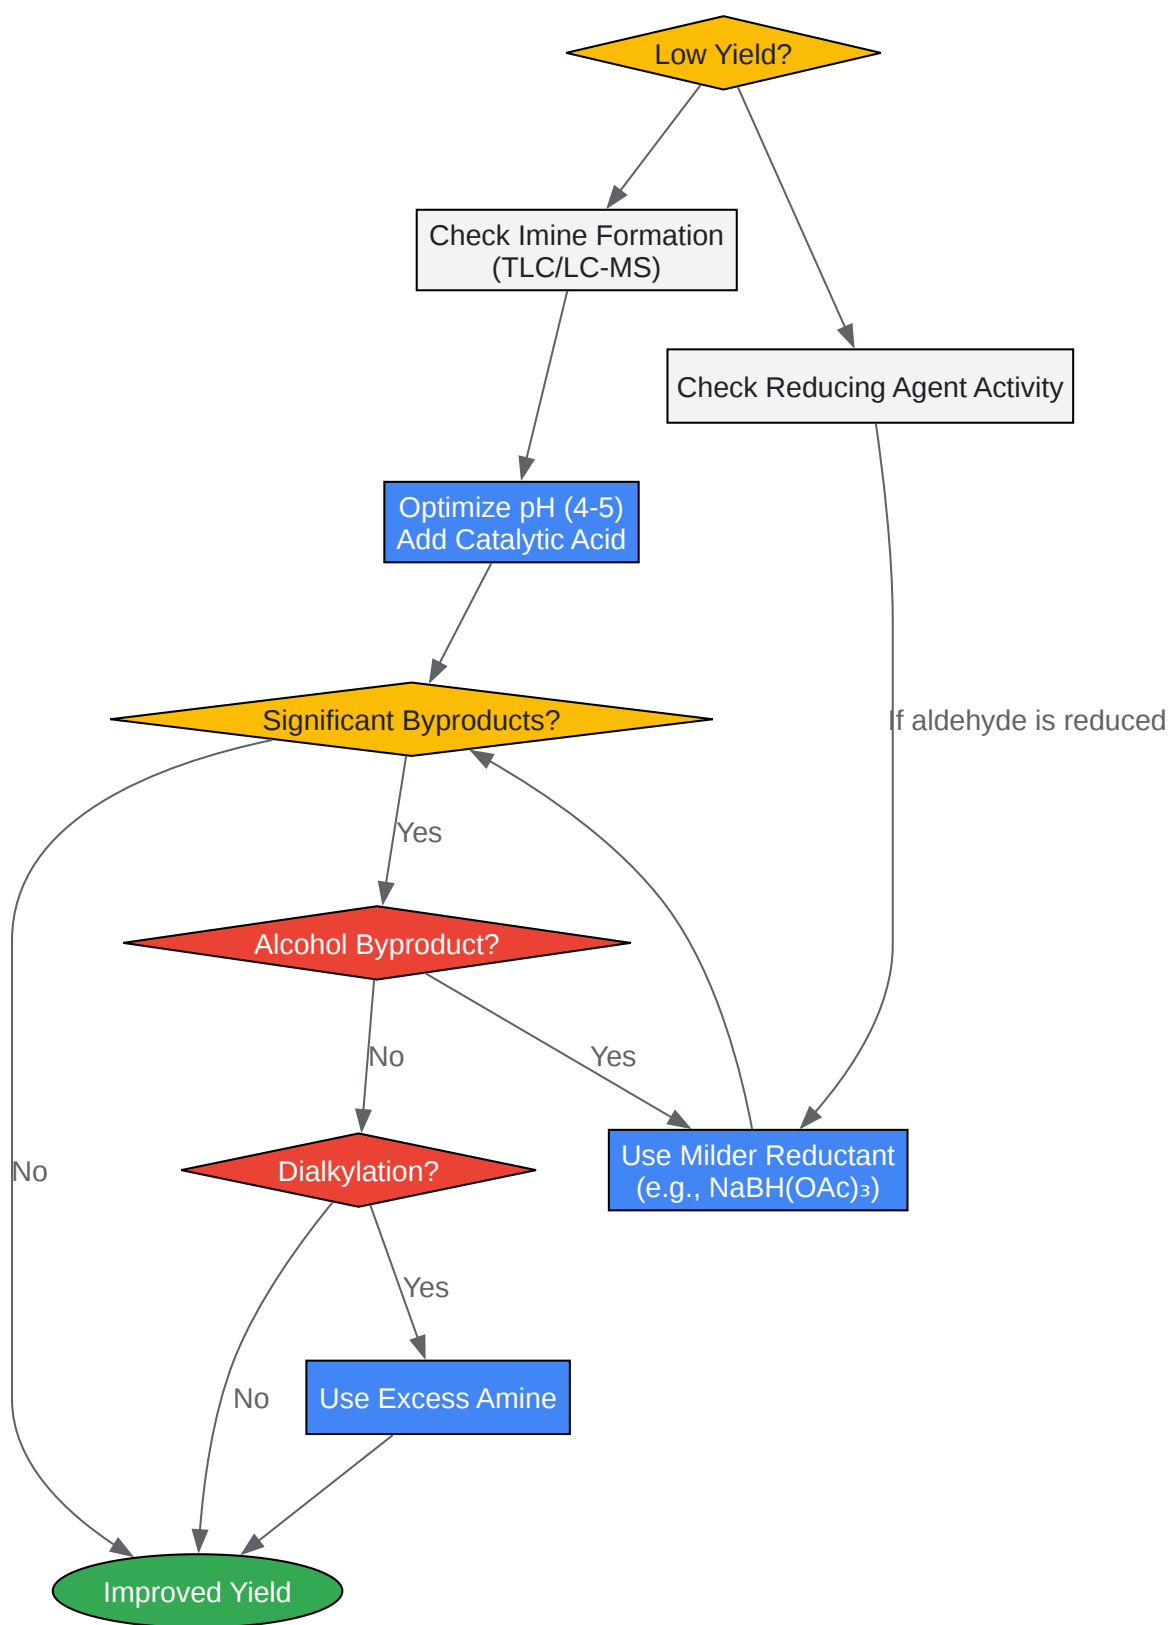 Low Yield?
Check Imine Formation
(TLC/LC-MS)
Check Reducing Agent Activity
Optimize pH (4-5)
Add Catalytic Acid
Significant Byproducts?
If aldehyde is reduced
Yes
Alcohol Byproduct?
No
Yes
Use Milder Reductant
(e.g., NaBH(OAc)₃)
No
Dialkylation?
Yes
No
Use Excess Amine
Improved Yield